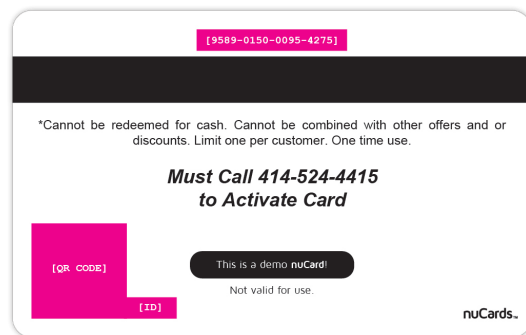 [9589-0150-0095-4275]
*Cannot be redeemed for cash. Cannot be combined with other offers and or
discounts. Limit one per customer. One time use.
Must Call 414-524-4415
to Activate Card
[QR CODE]
This is a demo nuCard!
Not valid for use.
[ID]
nuCards™